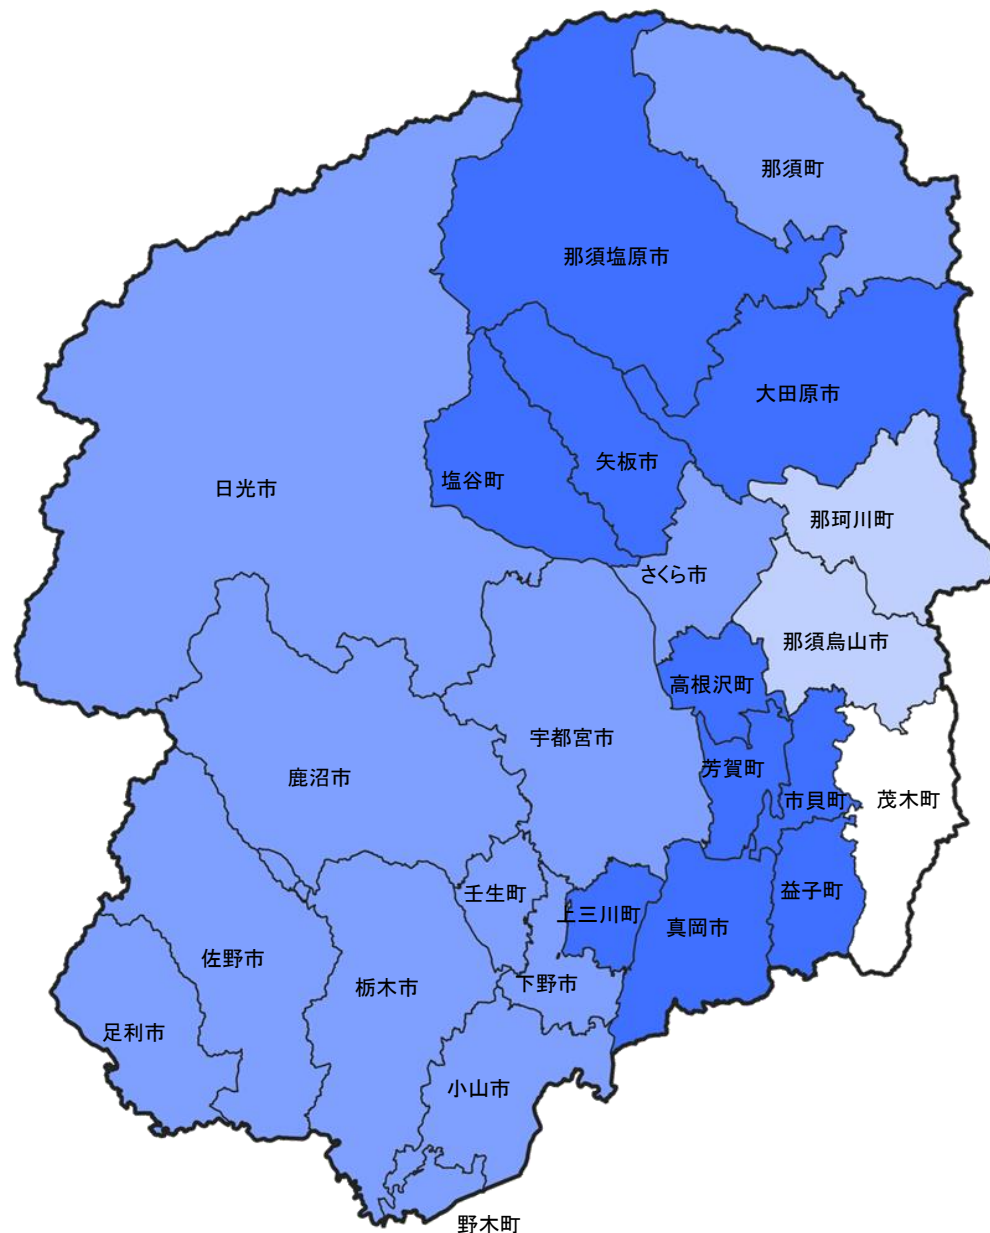 那須町
那須塩原市
大田原市
矢板市
塩谷町
日光市
那珂川町
さくら市
那須烏山市
高根沢町
宇都宮市
芳賀町
鹿沼市
市貝町
茂木町
壬生町
益子町
上三川町
真岡市
佐野市
栃木市
下野市
足利市
小山市
野木町